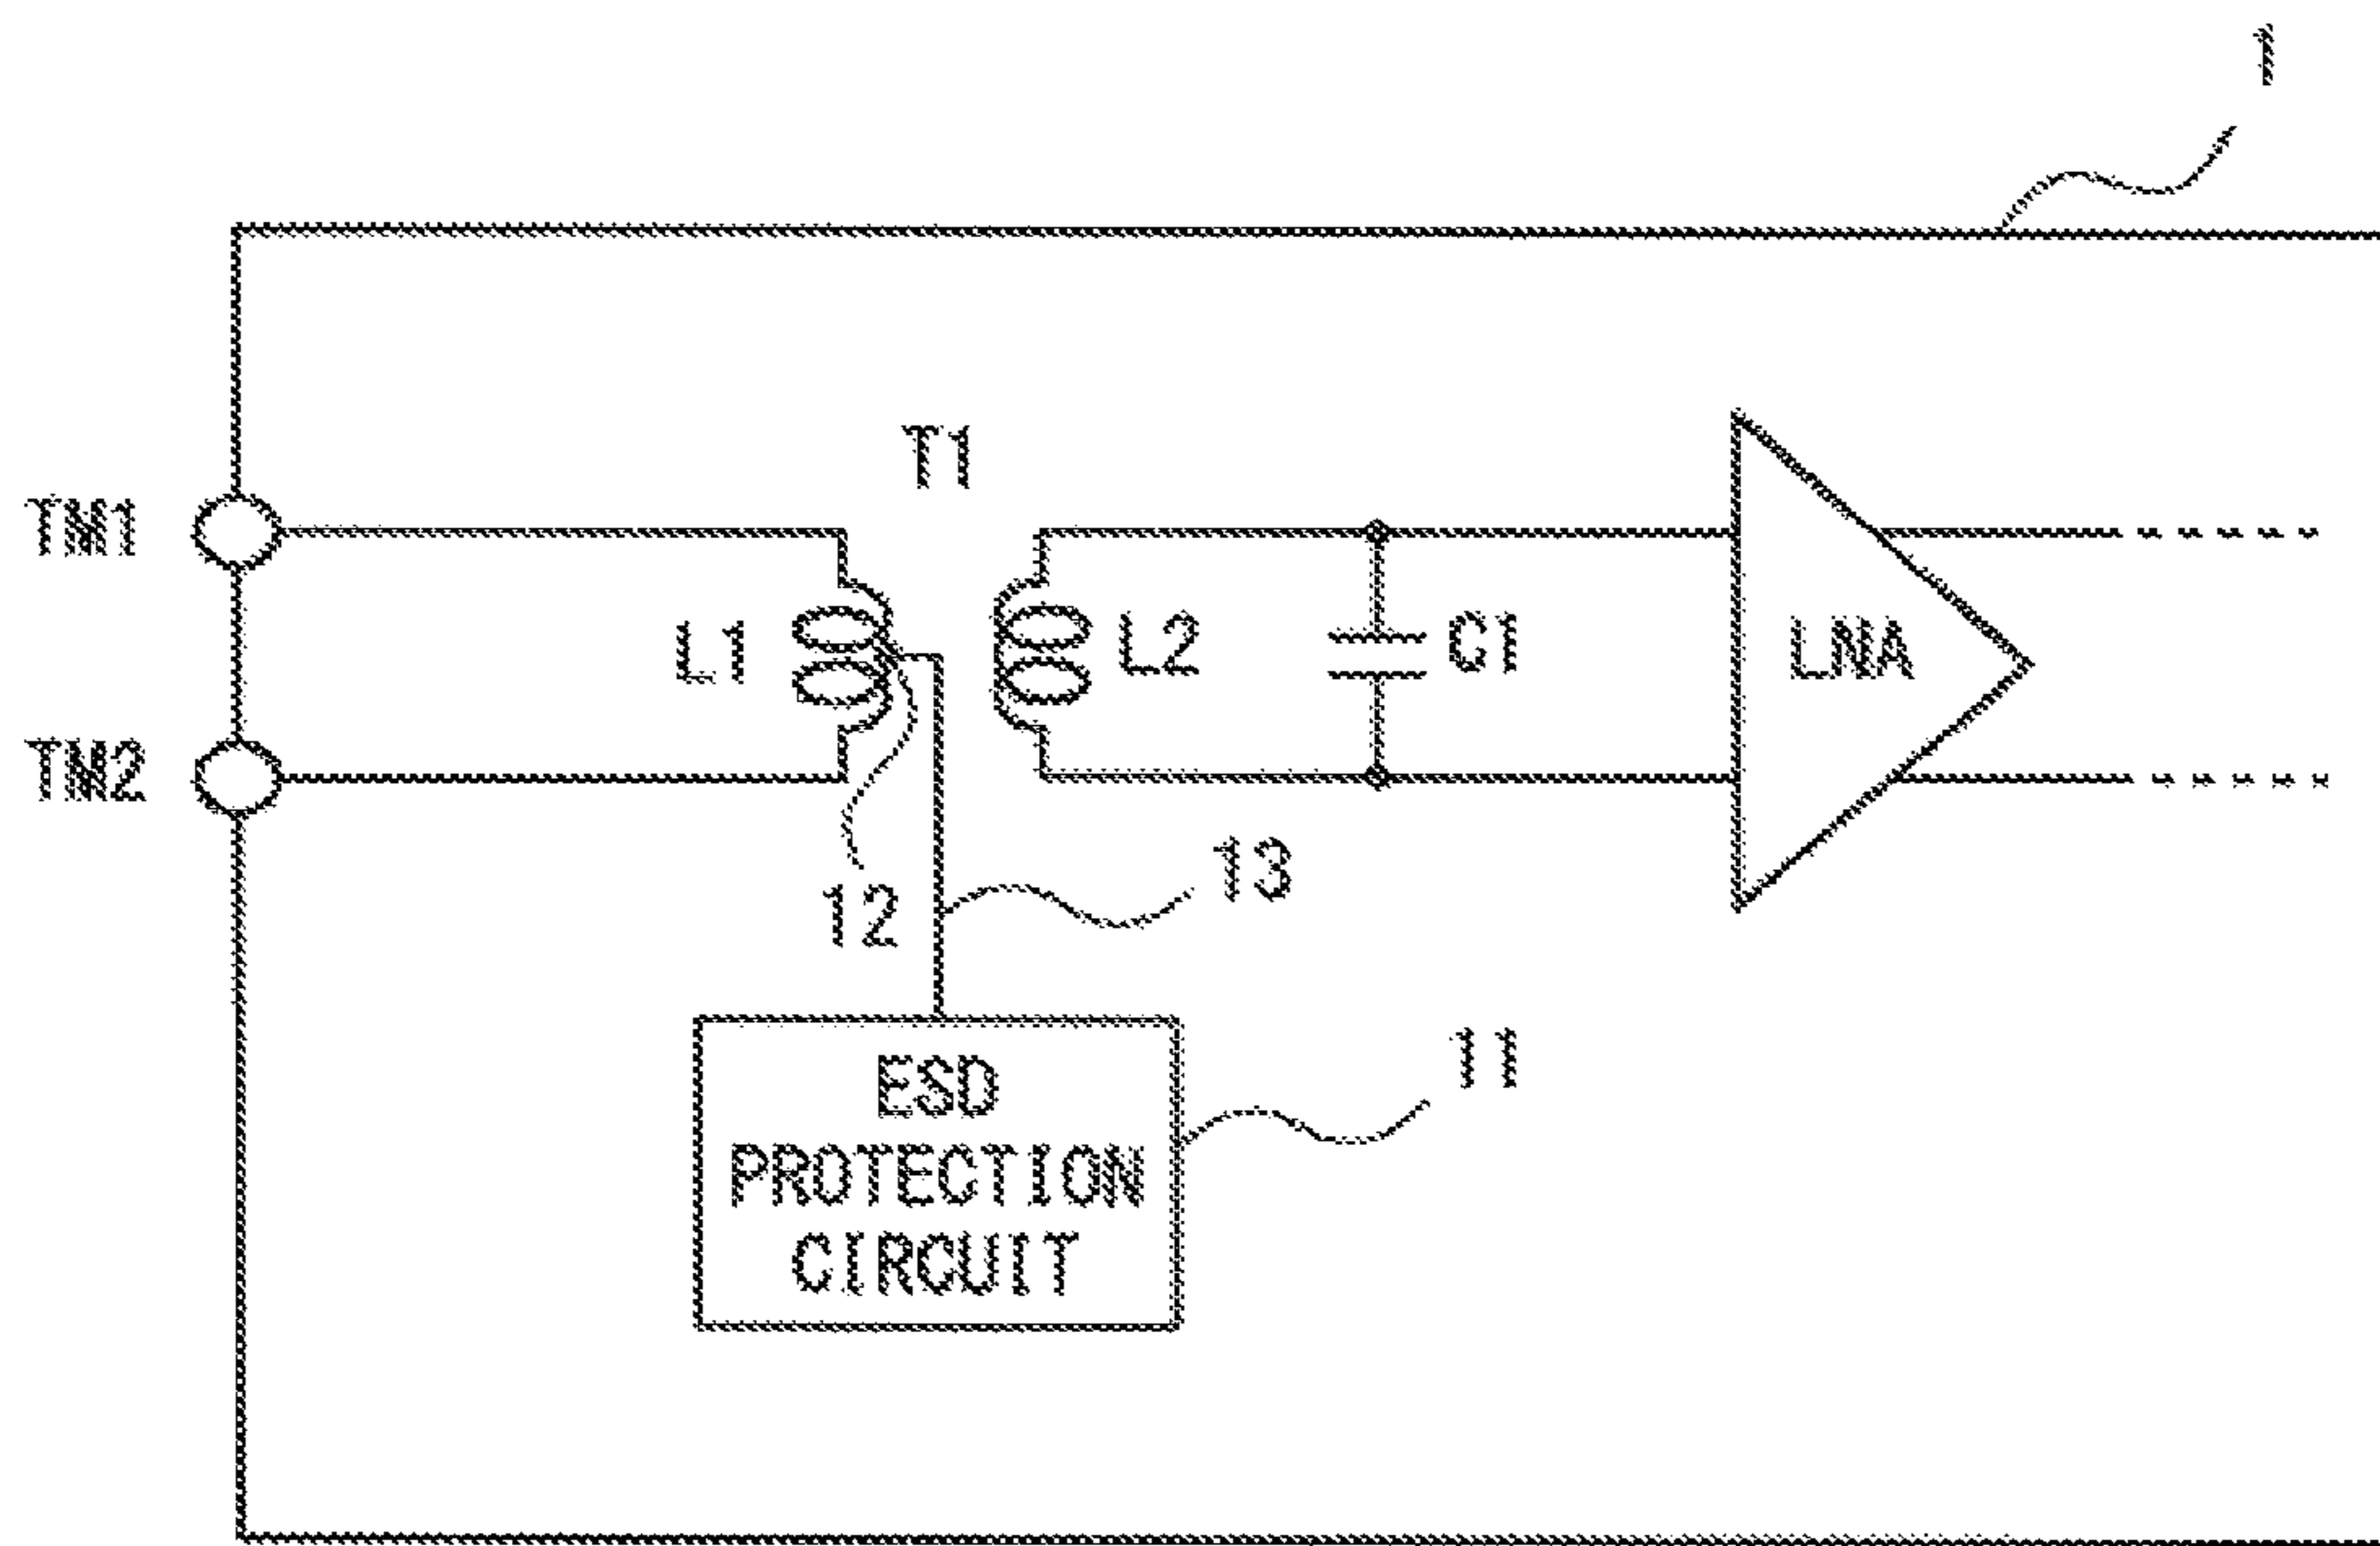 1
T1
TM1
L1
L2
C1
LNA
TM2
12
13
11
ESD
PROTECTION
CIRCUIT